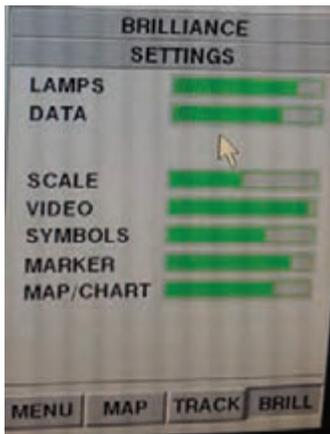 BRILLIANCE
SETTINGS
LAMPS
DATA
SCALE
VIDEO
SYMBOLS
MARKER
MAP/CHART
MENU MAP TRACK BRILL